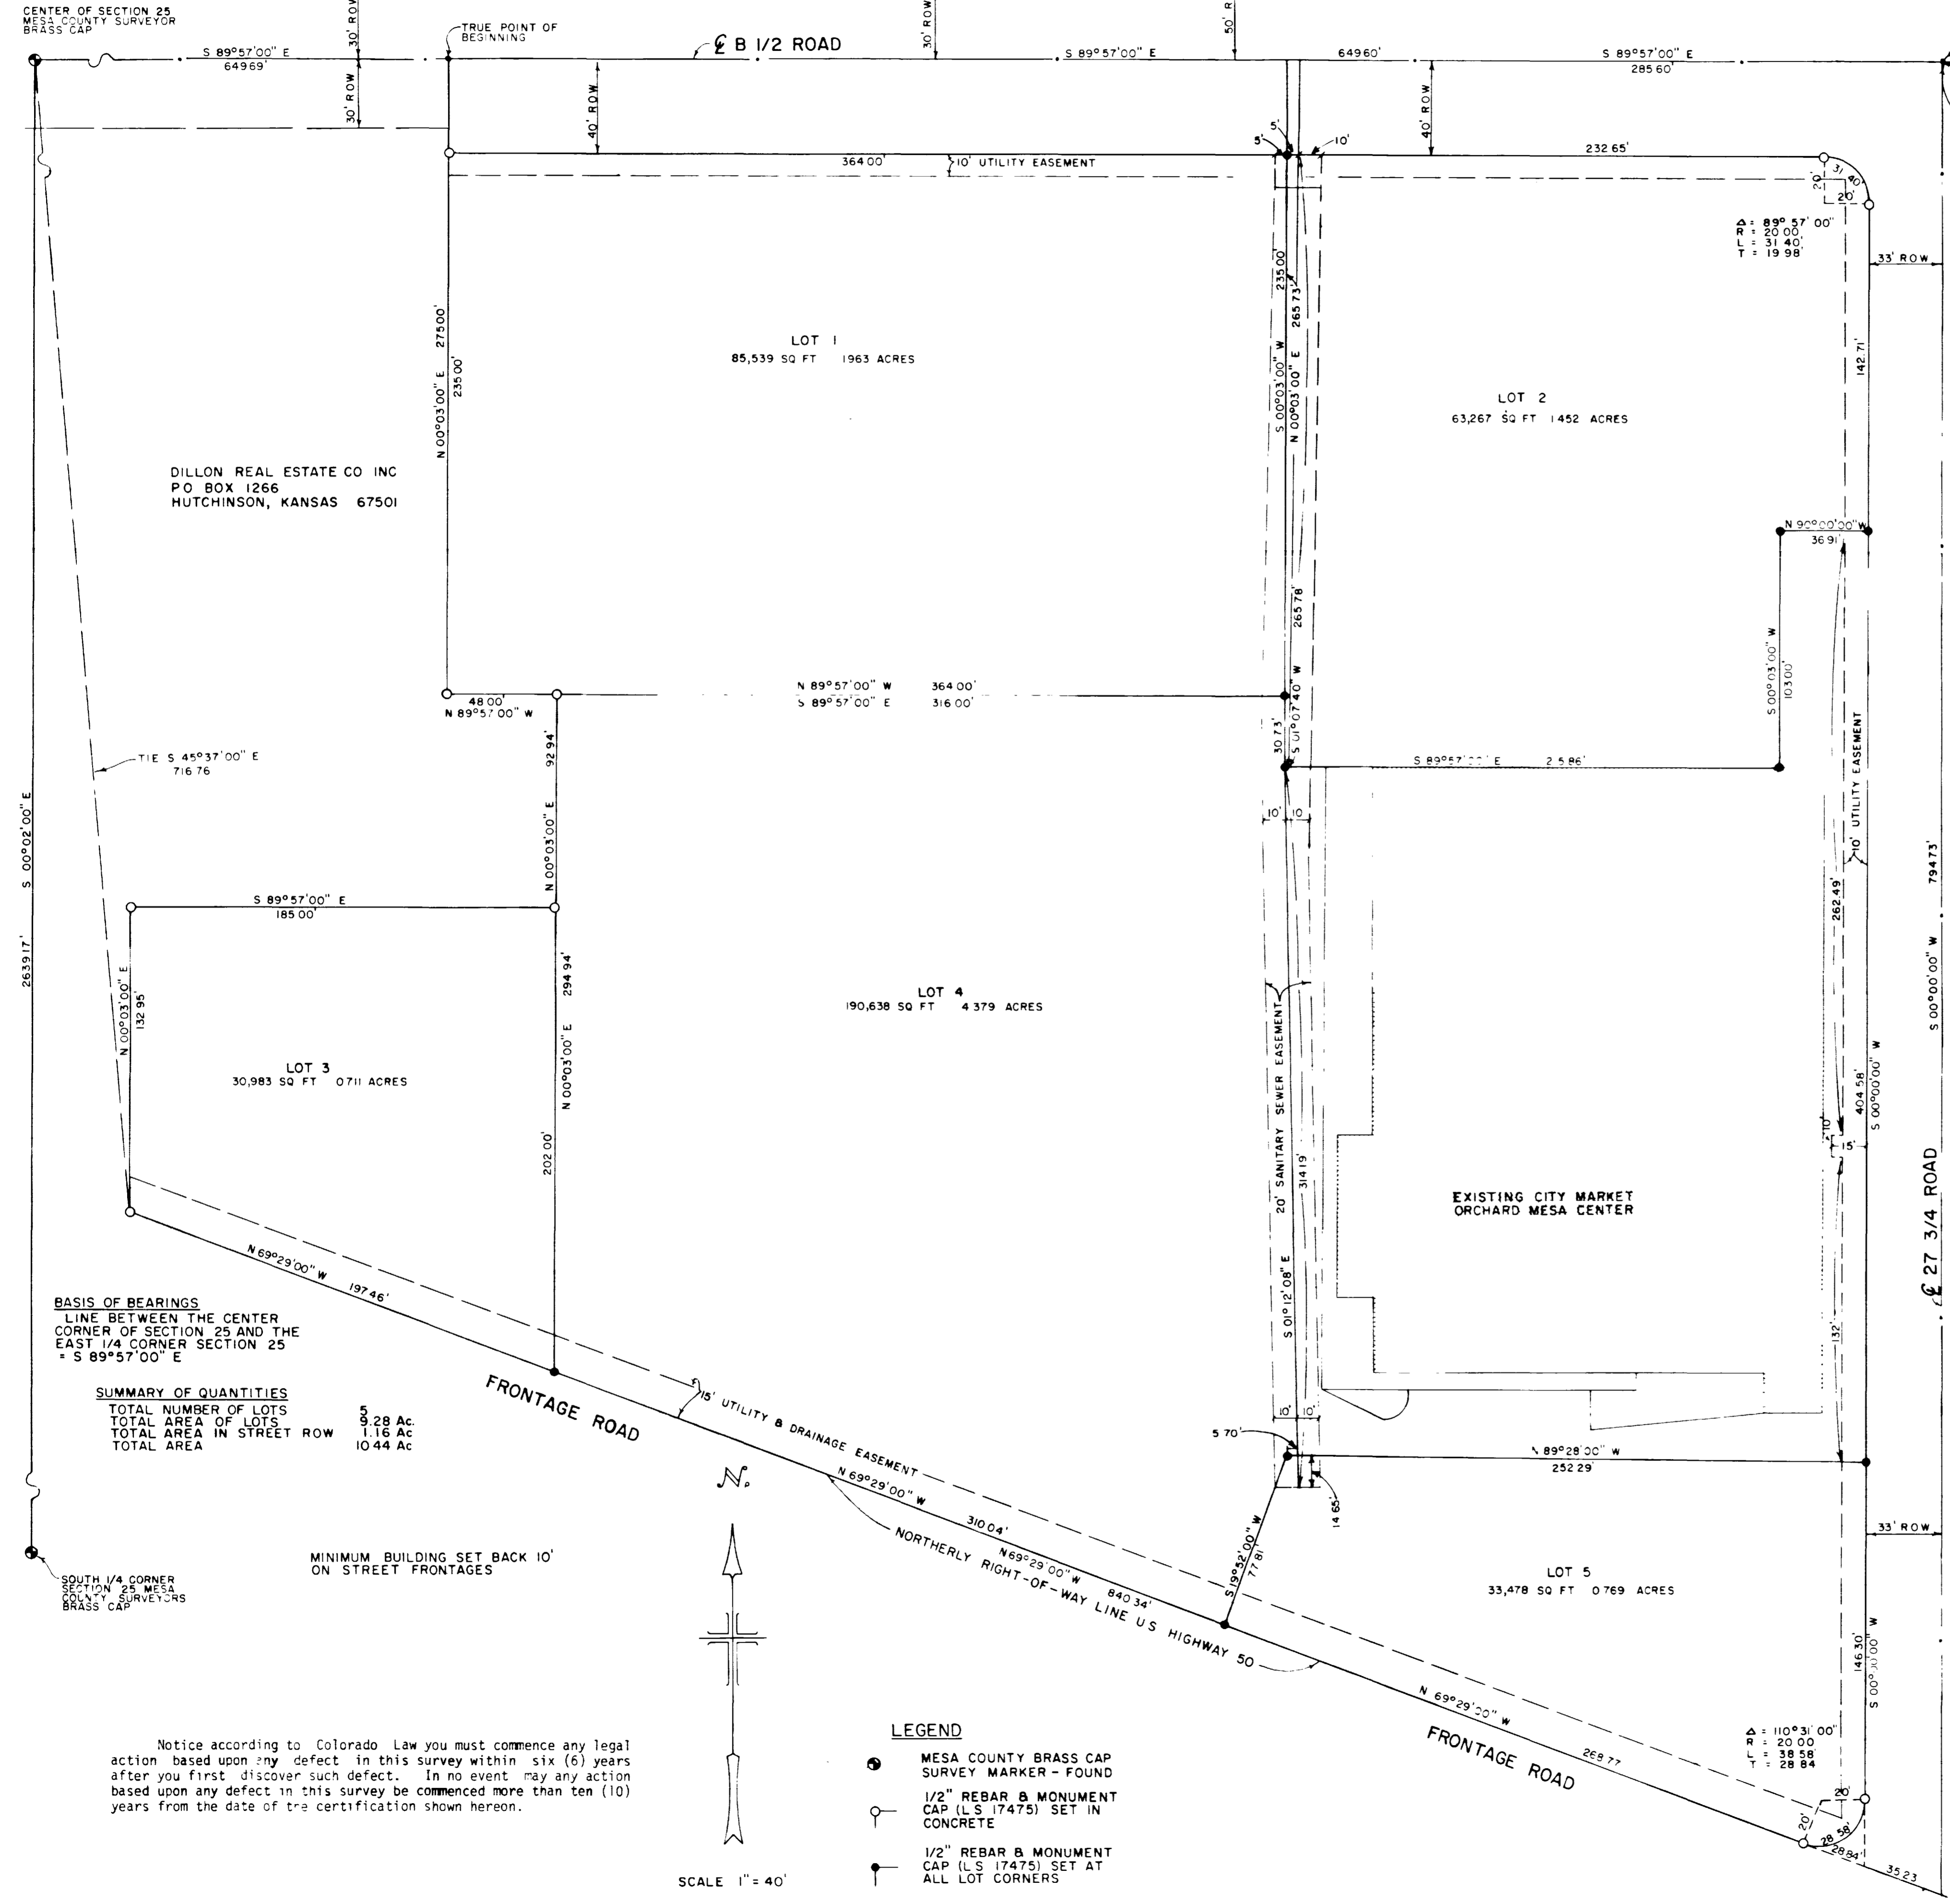 CENTER OF SECTION 25
MESA COUNTY SURVEYOR
BRASS CAP
30' ROW
TRUE POINT OF
BEGINNING
30' ROW
50' R
S 89°57'00" E
649.69'
℄ B 1/2 ROAD
S 89°57'00" E
649.60'
S 89°57'00" E
285.60'
30' ROW
40' ROW
40' ROW
364.00'
10' UTILITY EASEMENT
5'
5'
10'
232.65'
31.40'
20'
20'
Δ = 89° 57' 00"
R = 20.00'
L = 31.40'
T = 19.98'
33' ROW
N 00°03'00" E 275.00'
235.00'
LOT 1
85,539 SQ FT 1.963 ACRES
S 00°03'00" W 235.00'
N 00°03'00" E 265.73'
265.78'
S 01°07'40" W
LOT 2
63,267 SQ FT 1.452 ACRES
142.71'
DILLON REAL ESTATE CO INC
PO BOX 1266
HUTCHINSON, KANSAS 67501
N 90°00'00" W
36.91'
S 00°03'00" W
103.00'
48.00'
N 89°57'00" W
N 89°57'00" W 364.00'
S 89°57'00" E 316.00'
30.73'
S 89°57'00" E
TIE S 45°37'00" E
716.76
92.94'
N 00°03'00" E
10'
10'
10' UTILITY EASEMENT
262.49'
S 00°02'00" E
2639.17'
S 89°57'00" E
185.00'
N 00°03'00" E
132.95'
LOT 3
30,983 SQ FT 0.711 ACRES
294.94'
N 00°03'00" E
202.00'
LOT 4
190,638 SQ FT 4.379 ACRES
20' SANITARY SEWER EASEMENT
314.19'
S 01°12'08" E
EXISTING CITY MARKET
ORCHARD MESA CENTER
10'
15'
132'
404.58'
S 00°00'00" W
S 00°00'00" W 794.73'
℄ 27 3/4 ROAD
N 69°29'00" W 197.46'
BASIS OF BEARINGS
LINE BETWEEN THE CENTER
CORNER OF SECTION 25 AND THE
EAST 1/4 CORNER SECTION 25
= S 89°57'00" E
SUMMARY OF QUANTITIES
TOTAL NUMBER OF LOTS 5
TOTAL AREA OF LOTS 9.28 Ac.
TOTAL AREA IN STREET ROW 1.16 Ac
TOTAL AREA 10.44 Ac
FRONTAGE ROAD
15' UTILITY & DRAINAGE EASEMENT
N 69°29'00" W
310.04'
N 69°29'00" W 840.34'
NORTHERLY RIGHT-OF-WAY LINE U S HIGHWAY 50
10'
10'
5.70'
14.65'
S 19°52'00" W
77.81'
N 89°28'00" W
252.29'
33' ROW
LOT 5
33,478 SQ FT 0.769 ACRES
146.30'
S 00°00'00" W
SOUTH 1/4 CORNER
SECTION 25 MESA
COUNTY SURVEYORS
BRASS CAP
MINIMUM BUILDING SET BACK 10'
ON STREET FRONTAGES
N.
N 69°29'00" W
268.77
FRONTAGE ROAD
Δ = 110°31'00"
R = 20.00
L = 38.58'
T = 28.84
20'
20'
28.58'
28.84'
35.23
Notice according to Colorado Law you must commence any legal
action based upon any defect in this survey within six (6) years
after you first discover such defect. In no event may any action
based upon any defect in this survey be commenced more than ten (10)
years from the date of the certification shown hereon.
SCALE 1" = 40'
LEGEND
MESA COUNTY BRASS CAP
SURVEY MARKER - FOUND
1/2" REBAR & MONUMENT
CAP (L S 17475) SET IN
CONCRETE
1/2" REBAR & MONUMENT
CAP (L S 17475) SET AT
ALL LOT CORNERS